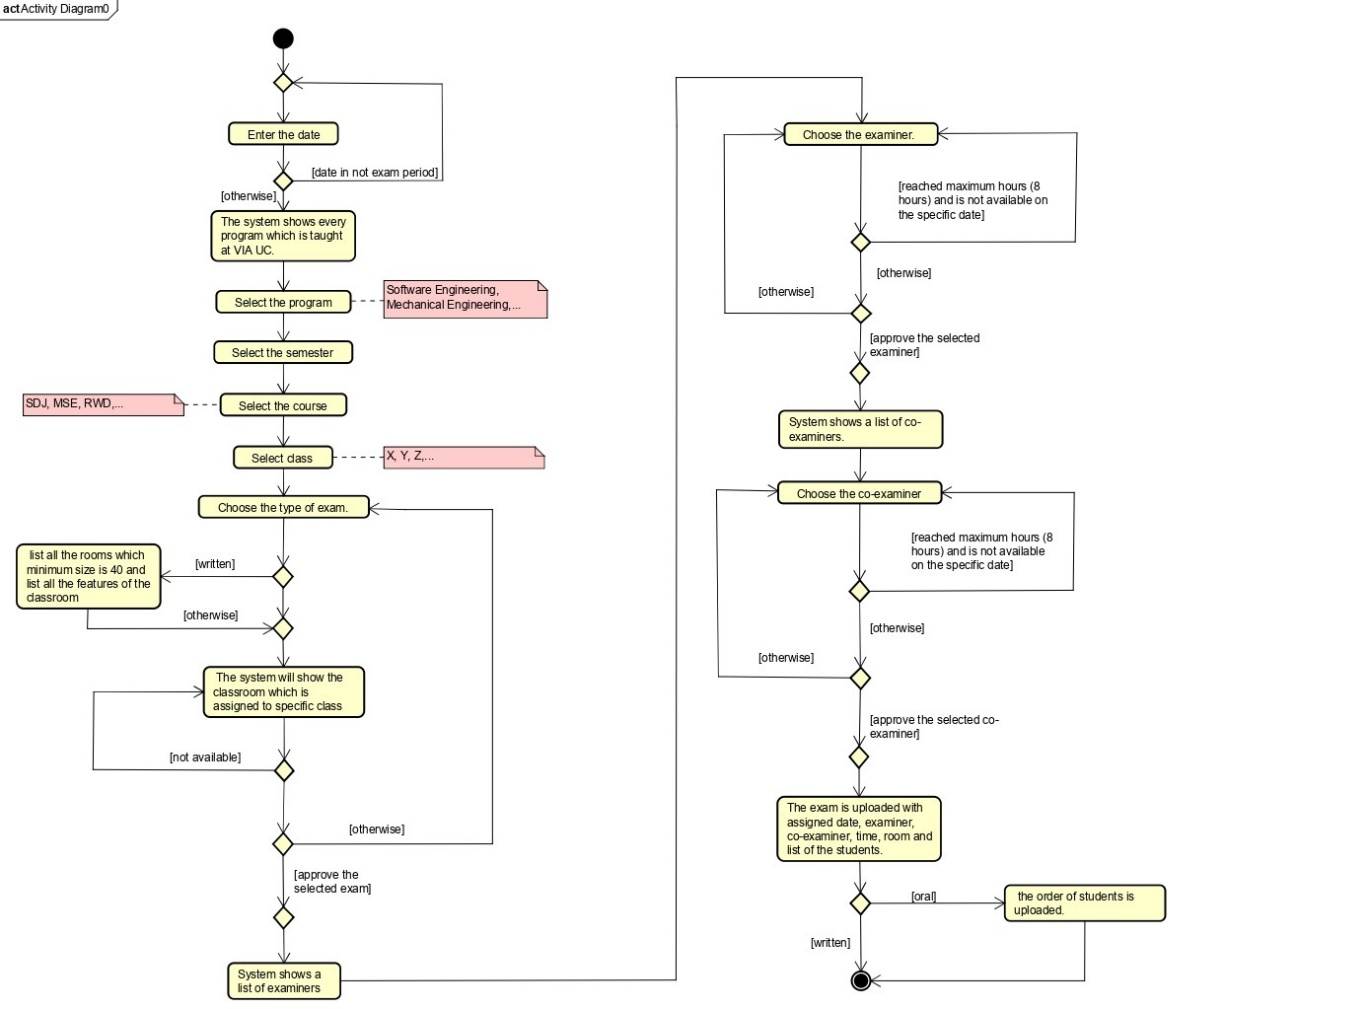 act Activity Diagram0
Enter the date
[date in not exam period]
[otherwise]
The system shows every
program which is taught
at VIA UC.
Select the program
Software Engineering,
Mechanical Engineering,...
Select the semester
SDJ, MSE, RWD,...
Select the course
Select class
X, Y, Z,...
Choose the type of exam.
list all the rooms which
minimum size is 40 and
list all the features of the
classroom
[written]
[otherwise]
The system will show the
classroom which is
assigned to specific class
[not available]
[otherwise]
[approve the
selected exam]
System shows a
list of examiners
Choose the examiner.
[reached maximum hours (8
hours) and is not available on
the specific date]
[otherwise]
[otherwise]
[approve the selected
examiner]
System shows a list of co-
examiners.
Choose the co-examiner
[reached maximum hours (8
hours) and is not available
on the specific date]
[otherwise]
[otherwise]
[approve the selected co-
examiner]
The exam is uploaded with
assigned date, examiner,
co-examiner, time, room and
list of the students.
[oral]
the order of students is
uploaded.
[written]